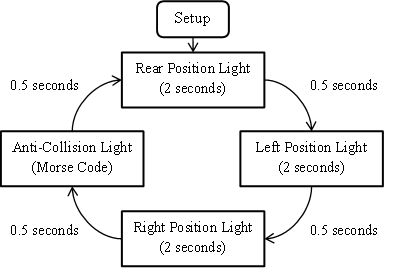 Setup
Rear Position Light
(2 seconds)
0.5 seconds
0.5 seconds
Anti-Collision Light
(Morse Code)
Left Position Light
(2 seconds)
Right Position Light
(2 seconds)
0.5 seconds
0.5 seconds